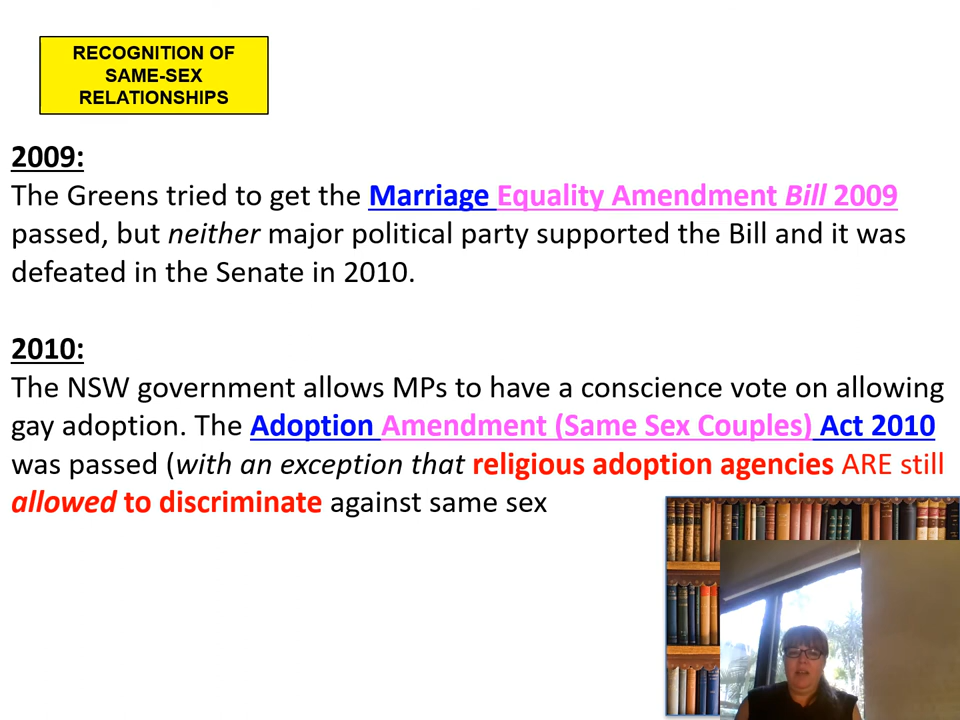 RECOGNITION OF
SAME-SEX
RELATIONSHIPS
2009:
The Greens tried to get the Marriage Equality Amendment Bill 2009
passed, but neither major political party supported the Bill and it was
defeated in the Senate in 2010.
2010:
The NSW government allows MPs to have a conscience vote on allowing
gay adoption. The Adoption Amendment (Same Sex Couples) Act 2010
was passed (with an exception that religious adoption agencies ARE still
allowed to discriminate against same sex